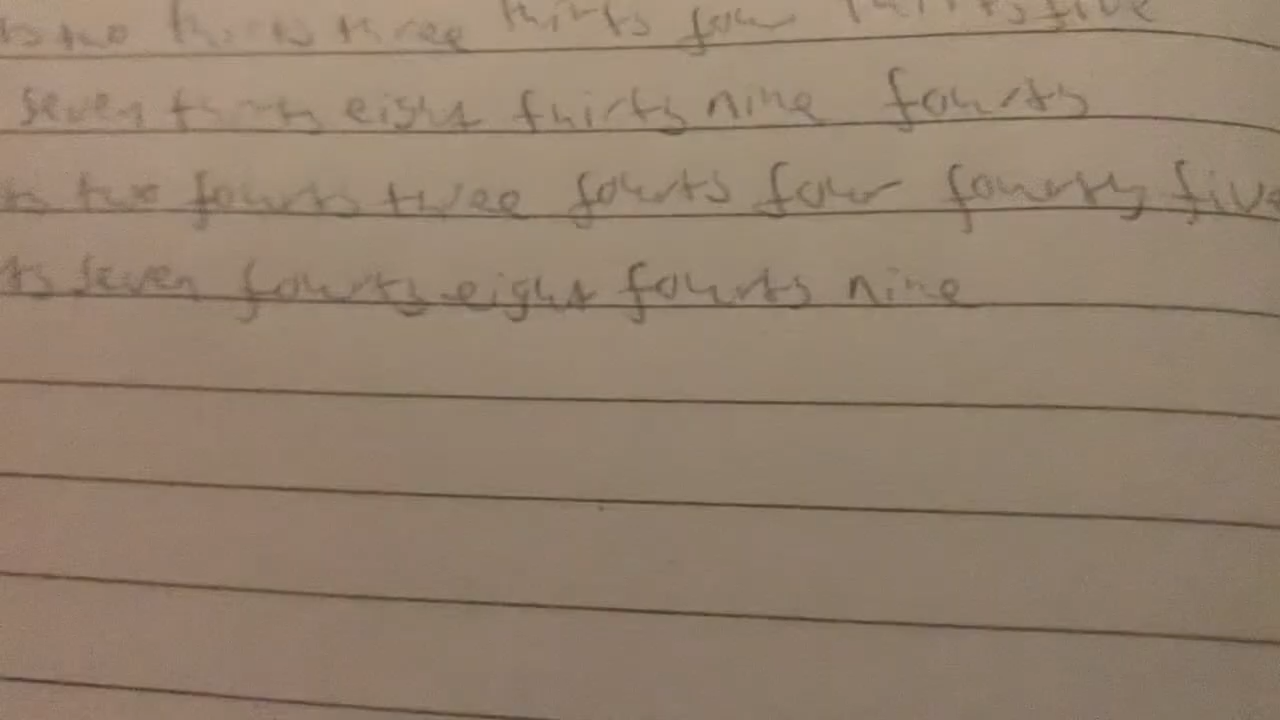 two thirty three thirty four thirty five
seven thirty eight thirty nine fourty
two fourty three fourty four fourty five
ty seven fourty eight fourty nine